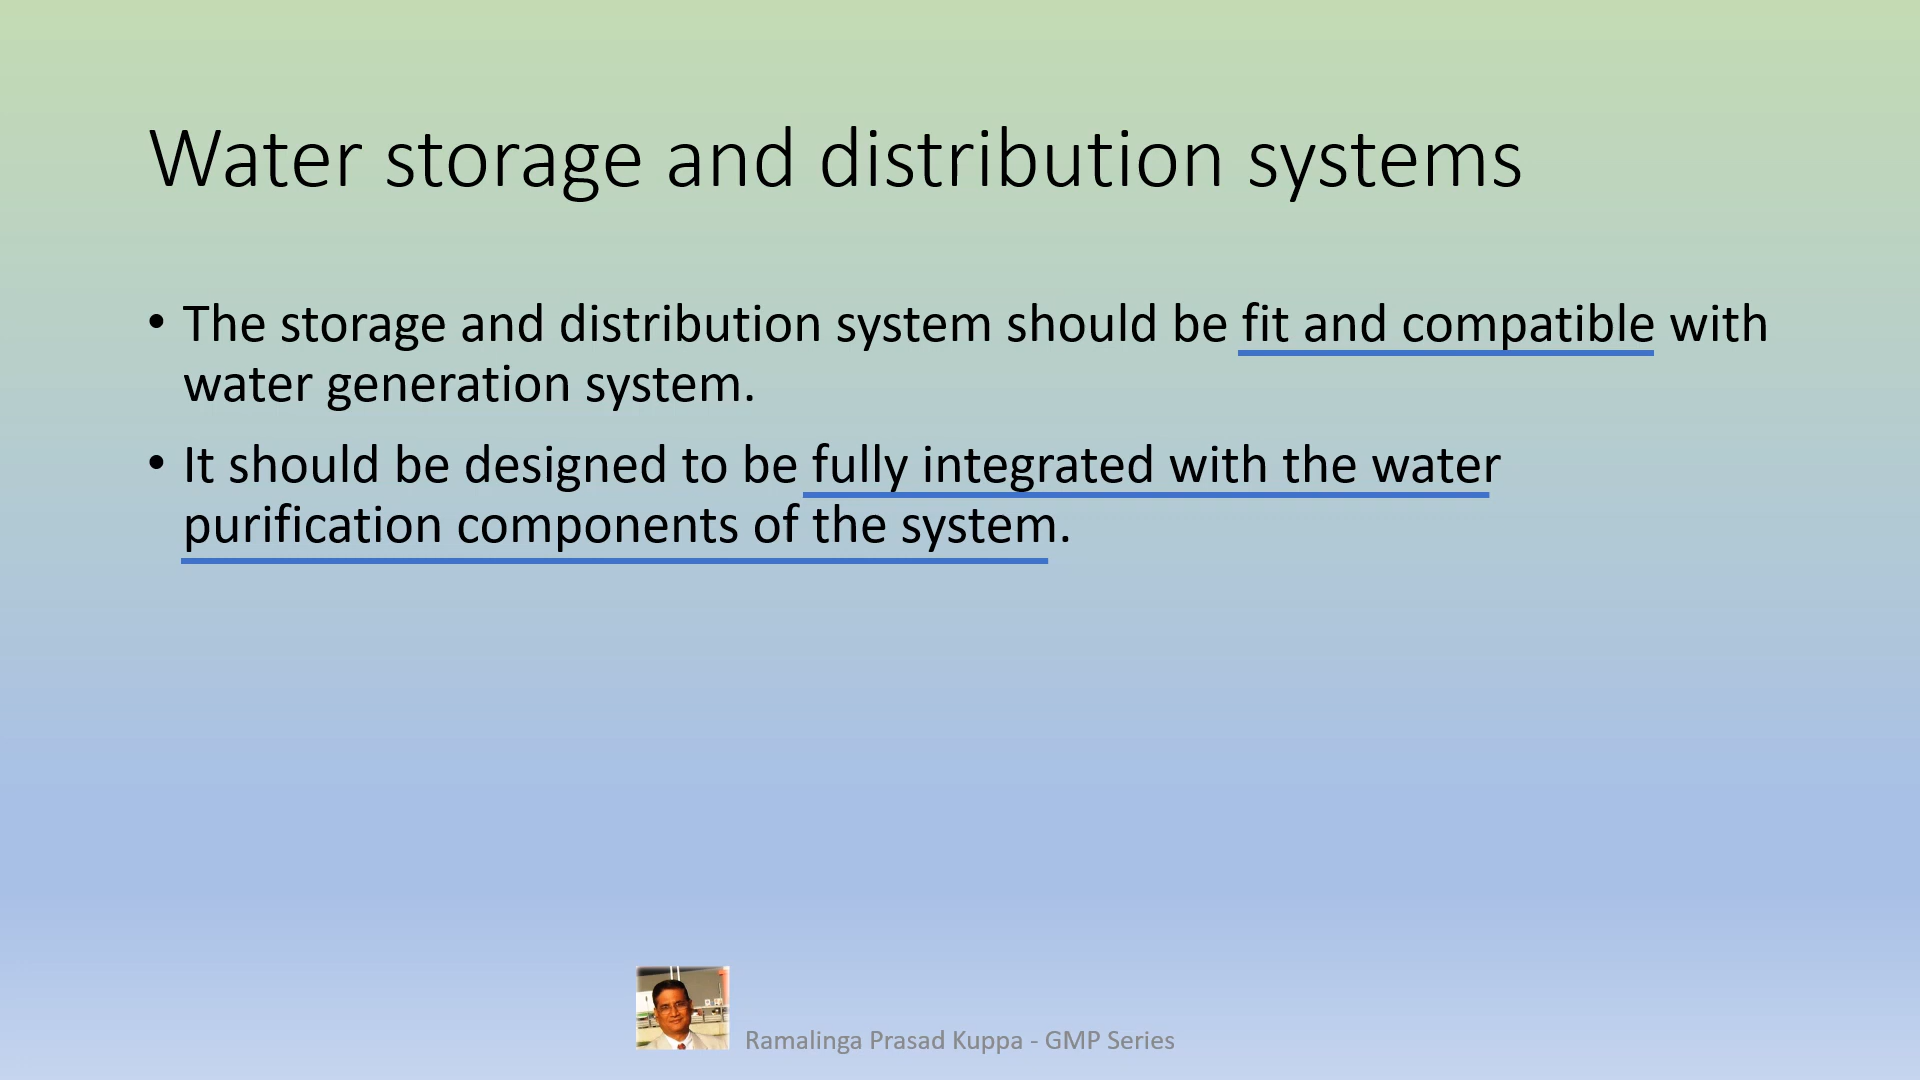 Water storage and distribution systems
• The storage and distribution system should be fit and compatible with
water generation system.
• It should be designed to be fully integrated with the water
purification components of the system.
Ramalinga Prasad Kuppa - GMP Series